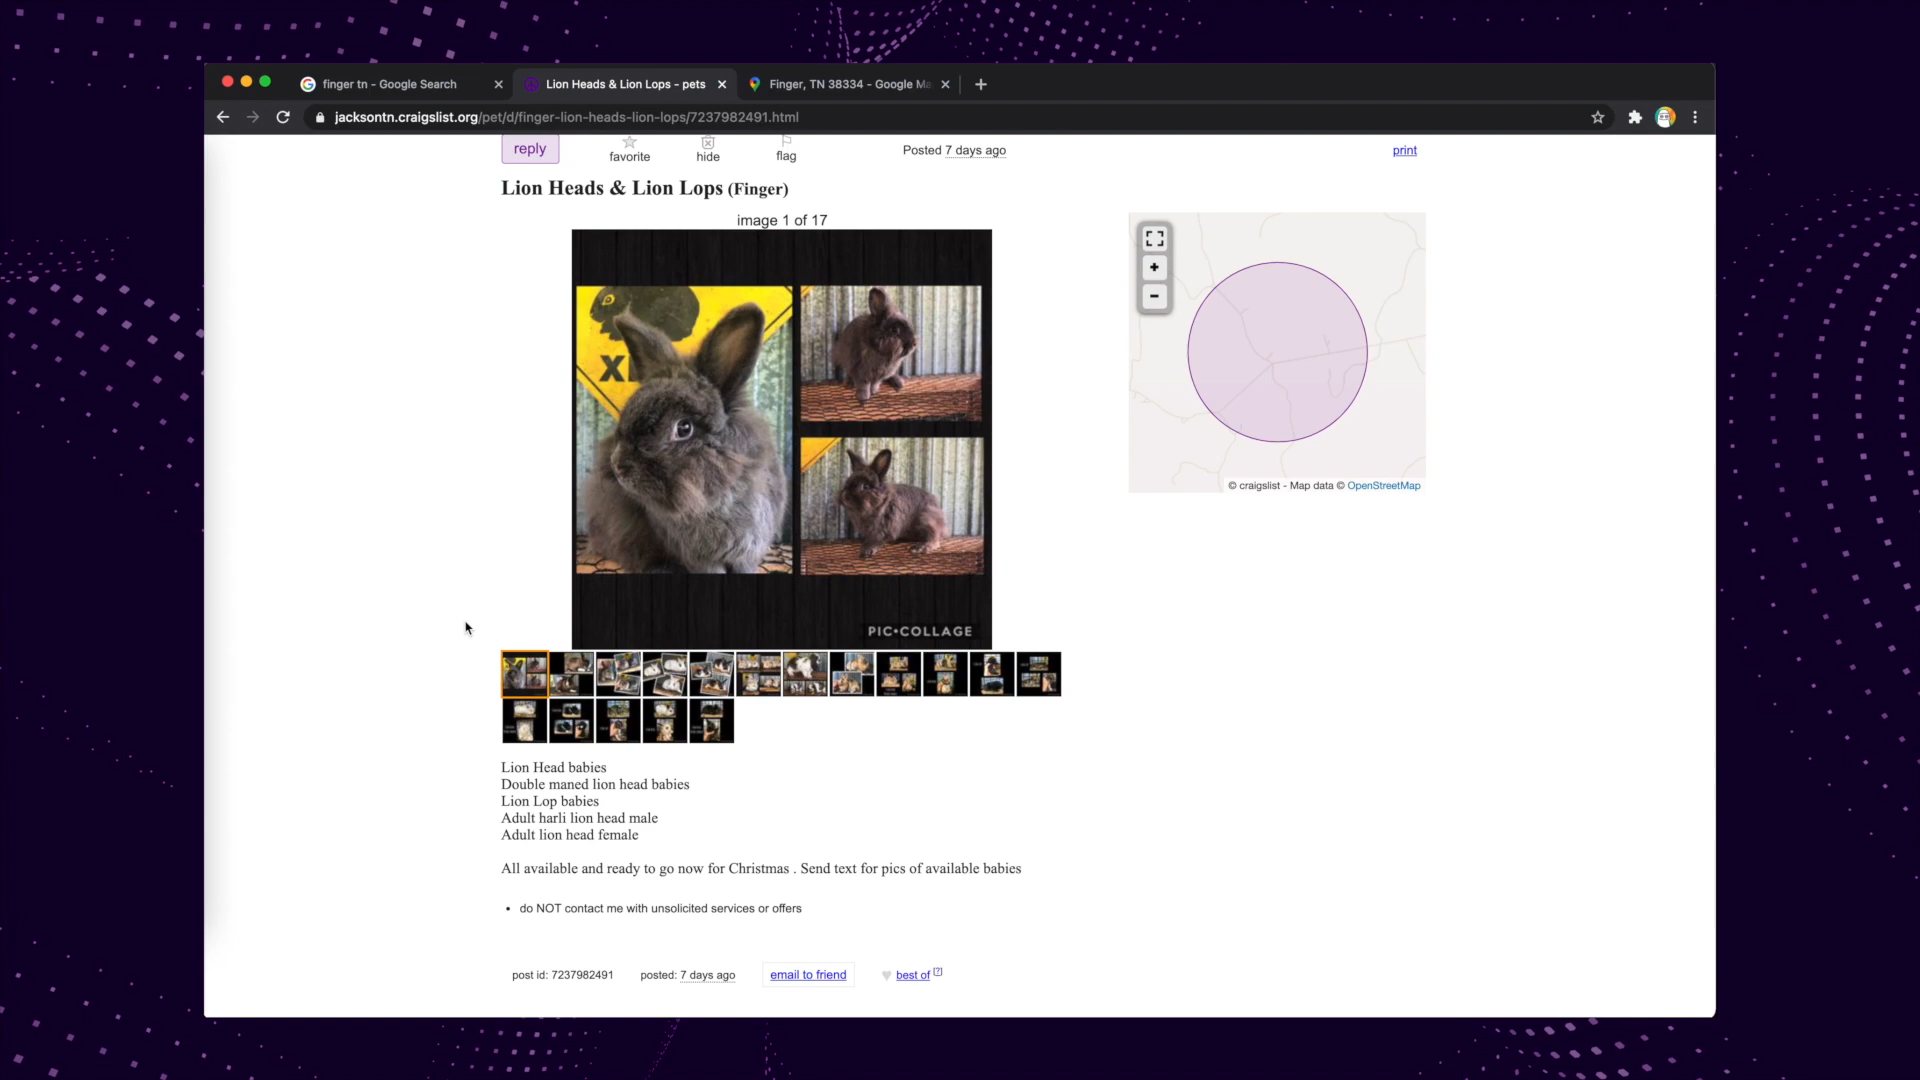 finger tn - Google Search
Lion Heads & Lion Lops - pets
Finger, TN 38334 - Google Ma
jacksontn.craigslist.org/pet/d/finger-lion-heads-lion-lops/7237982491.html
reply
favorite
hide
flag
Posted 7 days ago
print
Lion Heads & Lion Lops (Finger)
image 1 of 17
PIC•COLLAGE
+
-
© craigslist - Map data © OpenStreetMap
Lion Head babies
Double maned lion head babies
Lion Lop babies
Adult harli lion head male
Adult lion head female
All available and ready to go now for Christmas . Send text for pics of available babies
• do NOT contact me with unsolicited services or offers
post id: 7237982491
posted: 7 days ago
email to friend
best of [?]